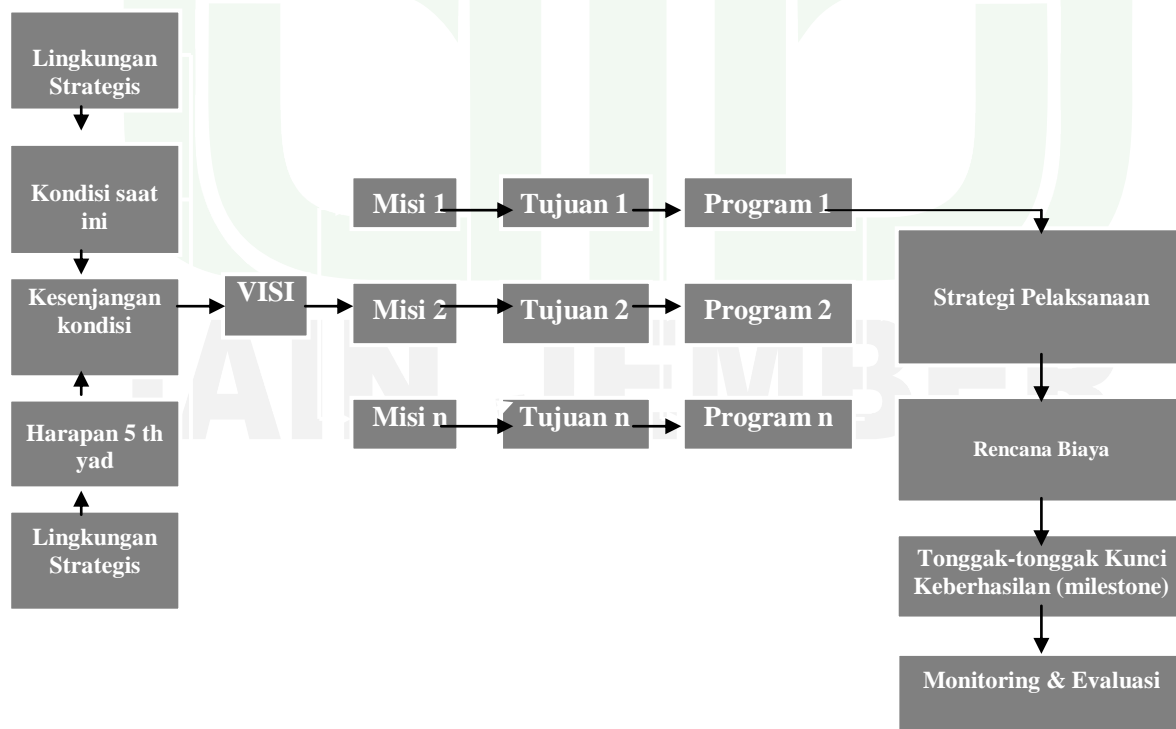 Lingkungan
Strategis
Kondisi saat
ini
Kesenjangan
kondisi
Harapan 5 th
yad
Lingkungan
Strategis
VISI
Misi 1
Tujuan 1
Program 1
Misi 2
Tujuan 2
Program 2
Misi n
Tujuan n
Program n
Strategi Pelaksanaan
Rencana Biaya
Tonggak-tonggak Kunci
Keberhasilan (milestone)
Monitoring & Evaluasi
IAIN JEMBER